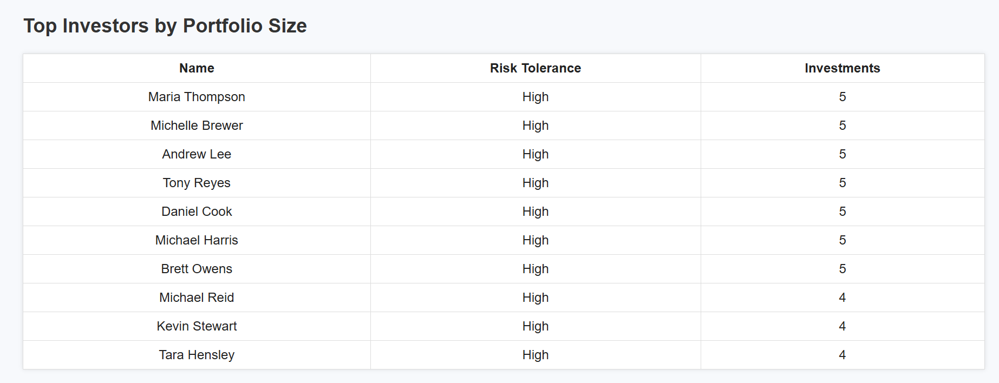 Top Investors by Portfolio Size
Name Risk Tolerance Investments
Maria Thompson High 5
Michelle Brewer High 5
Andrew Lee High 5
Tony Reyes High 5
Daniel Cook High 5
Michael Harris High 5
Brett Owens High 5
Michael Reid High 4
Kevin Stewart High 4
Tara Hensley High 4